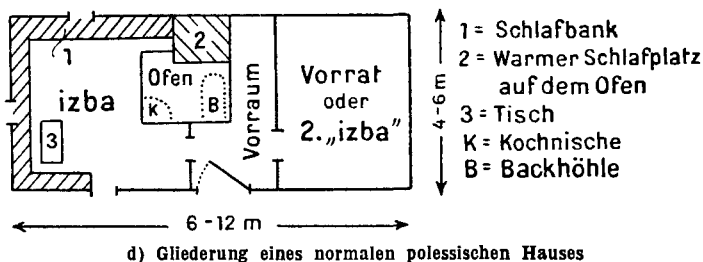 1
2
Ofen
izba
K
B
3
Vorraum
Vorrat
oder
2. „izba"
4-6 m
6-12 m
1 = Schlafbank
2 = Warmer Schlafplatz
auf dem Ofen
3 = Tisch
K = Kochnische
B = Backhöhle
d) Gliederung eines normalen polessischen Hauses